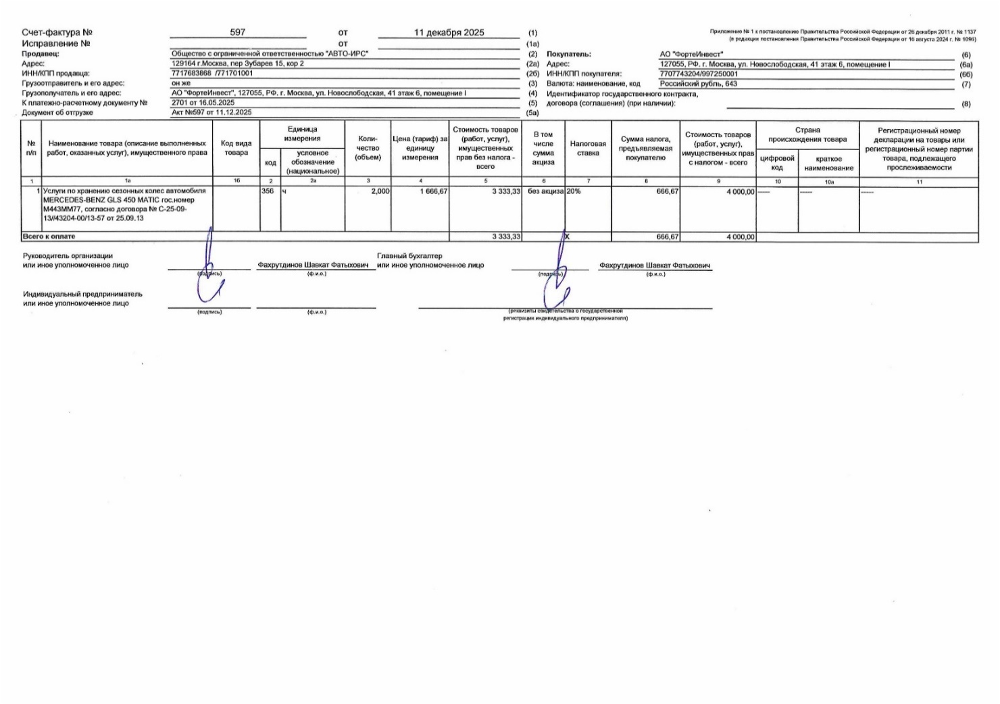 Счет-фактура № 597 от 11 декабря 2025 (1)
Исправление № от (1а)
Приложение № 1 к постановлению Правительства Российской Федерации от 26 декабря 2011 г. № 1137
(в редакции постановления Правительства Российской Федерации от 16 августа 2024 г. № 1096)
Продавец: Общество с ограниченной ответственностью "АВТО-ИРС" (2)
Адрес: 129164 г.Москва, пер Зубарев 15, кор 2 (2а)
ИНН/КПП продавца: 7717683868 /771701001 (2б)
Грузоотправитель и его адрес: он же (3)
Грузополучатель и его адрес: АО "ФортеИнвест", 127055, РФ. г. Москва, ул. Новослободская, 41 этаж 6, помещение I (4)
К платежно-расчетному документу № 2701 от 16.05.2025 (5)
Документ об отгрузке Акт №597 от 11.12.2025 (5а)
Покупатель: АО "ФортеИнвест" (6)
Адрес: 127055, РФ. г. Москва, ул. Новослободская, 41 этаж 6, помещение I (6а)
ИНН/КПП покупателя: 7707743204/997250001 (6б)
Валюта: наименование, код Российский рубль, 643 (7)
Идентификатор государственного контракта,
договора (соглашения) (при наличии): (8)
№
п/п
Наименование товара (описание выполненных
работ, оказанных услуг), имущественного права
Код вида
товара
Единица
измерения
код
условное
обозначение
(национальное)
Коли-
чество
(объем)
Цена (тариф) за
единицу
измерения
Стоимость товаров
(работ, услуг),
имущественных
прав без налога -
всего
В том
числе
сумма
акциза
Налоговая
ставка
Сумма налога,
предъявляемая
покупателю
Стоимость товаров
(работ, услуг),
имущественных прав
с налогом - всего
Страна
происхождения товара
цифровой
код
краткое
наименование
Регистрационный номер
декларации на товары или
регистрационный номер партии
товара, подлежащего
прослеживаемости
1 1а 1б 2 2а 3 4 5 6 7 8 9 10 10а 11
1 Услуги по хранению сезонных колес автомобиля 356 ч 2,000 1 666,67 3 333,33 без акциза 20% 666,67 4 000,00 ---- ---- ----
MERCEDES-BENZ GLS 450 MATIC гос.номер
М443ММ77, согласно договора № С-25-09-
13//43204-00/13-57 от 25.09.13
Всего к оплате 3 333,33 Х 666,67 4 000,00
Руководитель организации
или иное уполномоченное лицо
Фахрутдинов Шавкат Фатыхович
(подпись) (ф.и.о.)
Главный бухгалтер
или иное уполномоченное лицо
Фахрутдинов Шавкат Фатыхович
(подпись) (ф.и.о.)
Индивидуальный предприниматель
или иное уполномоченное лицо
(подпись) (ф.и.о.)
(реквизиты свидетельства о государственной
регистрации индивидуального предпринимателя)